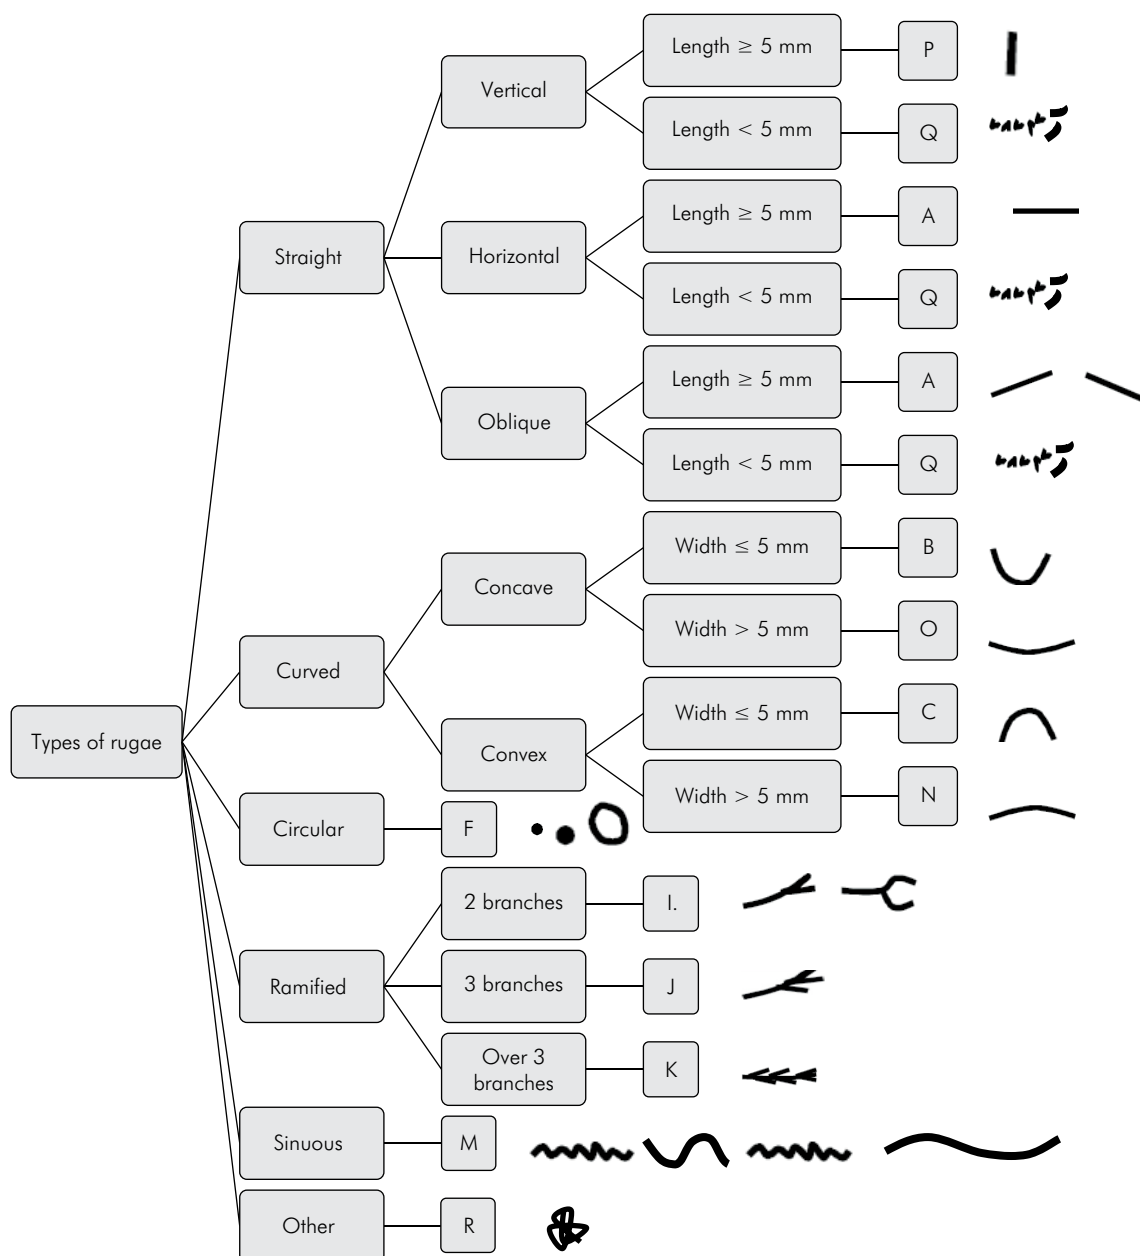 Length ≥ 5 mm
P
Vertical
Length < 5 mm
Q
Length ≥ 5 mm
A
Straight
Horizontal
Length < 5 mm
Q
Length ≥ 5 mm
A
Oblique
Length < 5 mm
Q
Width ≤ 5 mm
B
Concave
Width > 5 mm
O
Curved
Width ≤ 5 mm
C
Types of rugae
Convex
Width > 5 mm
N
Circular
F
2 branches
I.
Ramified
3 branches
J
Over 3
branches
K
Sinuous
M
Other
R